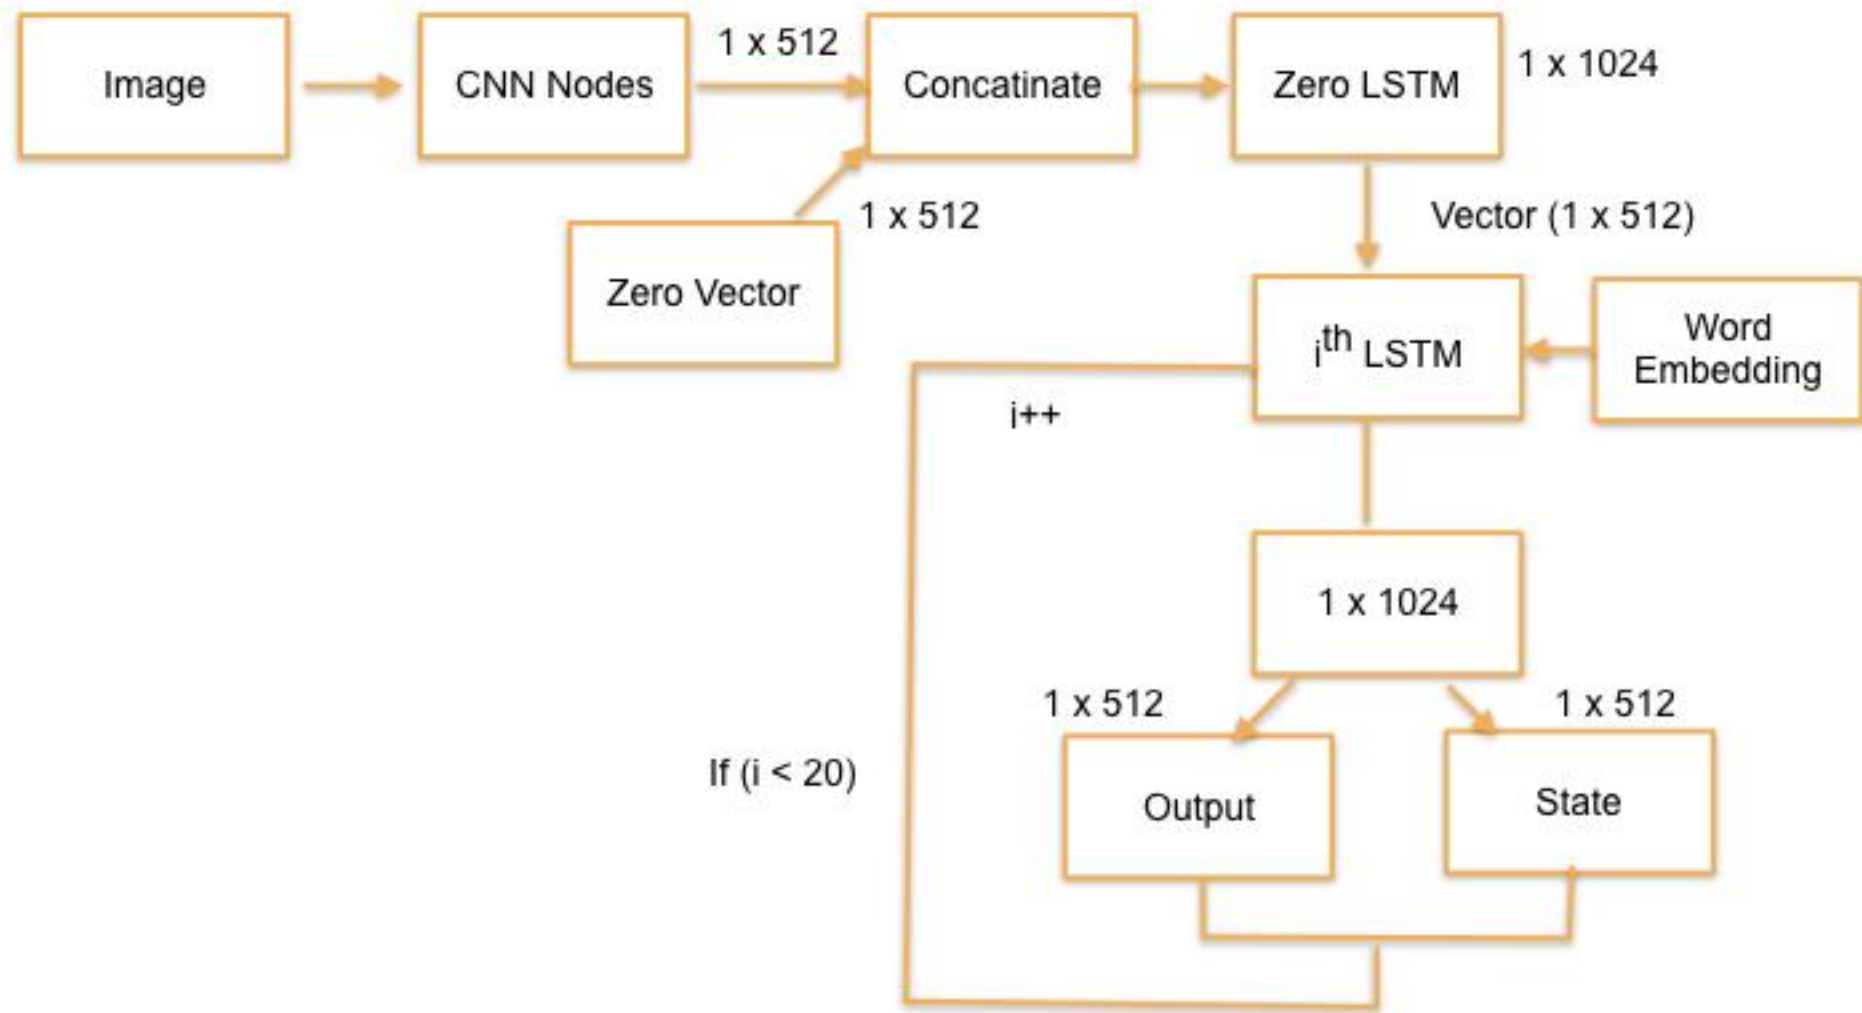 Image
CNN Nodes
1 x 512
Concatinate
Zero LSTM
1 x 1024
Zero Vector
1 x 512
Vector (1 x 512)
i^th LSTM
Word
Embedding
i++
1 x 1024
1 x 512
1 x 512
If (i < 20)
Output
State